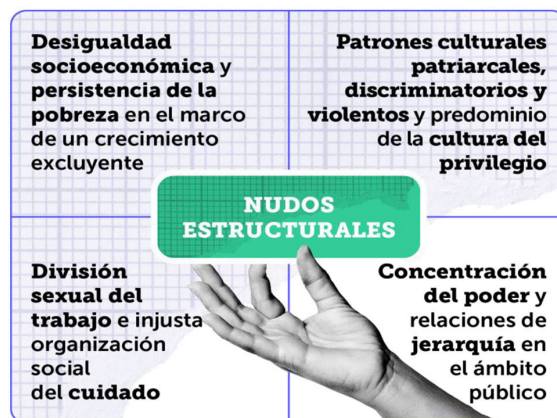 Desigualdad
socioeconómica y
persistencia de la
pobreza en el marco
de un crecimiento
excluyente
Patrones culturales
patriarcales,
discriminatorios y
violentos y predominio
de la cultura del
privilegio
NUDOS
ESTRUCTURALES
División
sexual del
trabajo e injusta
organización
social
del cuidado
Concentración
del poder y
relaciones de
jerarquía en
el ámbito
público